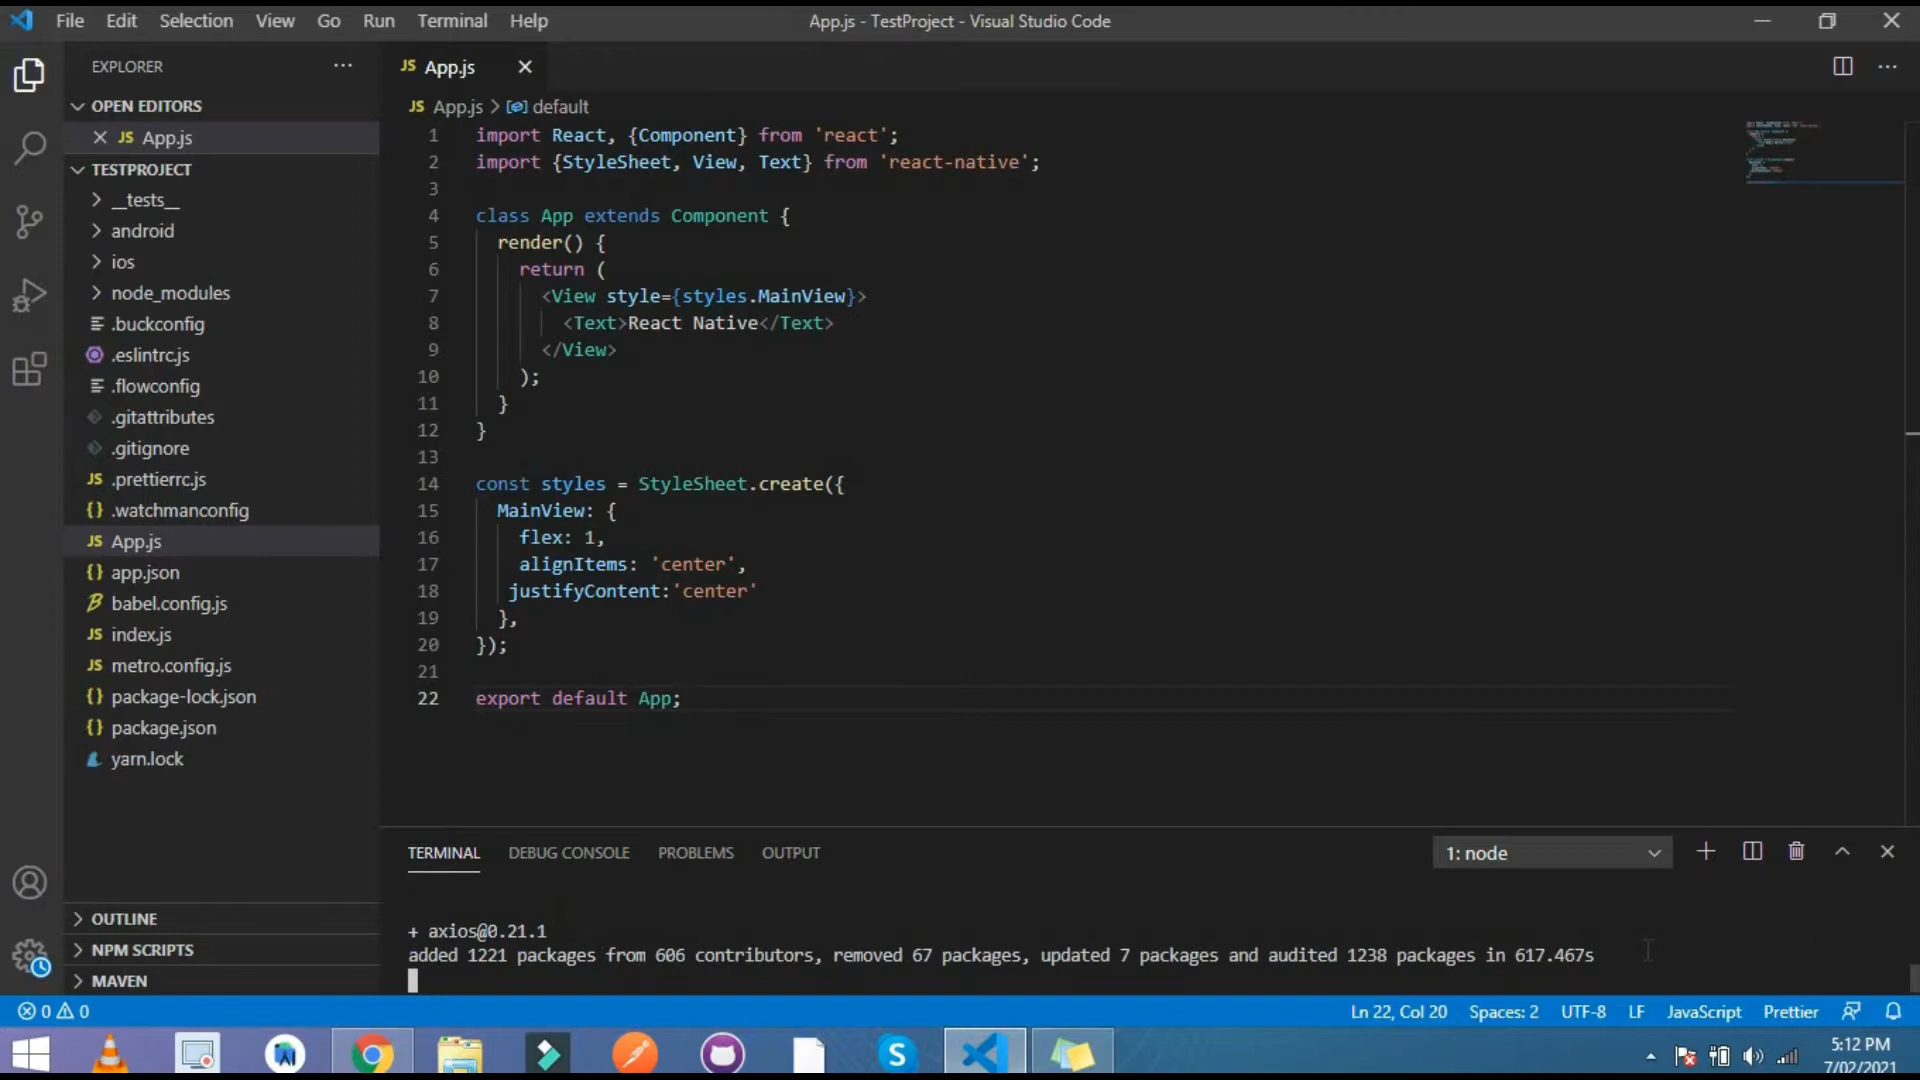 File Edit Selection View Go Run Terminal Help
App.js - TestProject - Visual Studio Code
EXPLORER
OPEN EDITORS
JS App.js
TESTPROJECT
__tests__
android
ios
node_modules
.buckconfig
.eslintrc.js
.flowconfig
.gitattributes
.gitignore
JS .prettierrc.js
{} .watchmanconfig
JS App.js
{} app.json
babel.config.js
JS index.js
JS metro.config.js
{} package-lock.json
{} package.json
yarn.lock
OUTLINE
NPM SCRIPTS
MAVEN
JS App.js
JS App.js > default
1 import React, {Component} from 'react';
2 import {StyleSheet, View, Text} from 'react-native';
3
4 class App extends Component {
5 render() {
6 return (
7 <View style={styles.MainView}>
8 <Text>React Native</Text>
9 </View>
10 );
11 }
12 }
13
14 const styles = StyleSheet.create({
15 MainView: {
16 flex: 1,
17 alignItems: 'center',
18 justifyContent:'center'
19 },
20 });
21
22 export default App;
TERMINAL DEBUG CONSOLE PROBLEMS OUTPUT
1: node
+ axios@0.21.1
added 1221 packages from 606 contributors, removed 67 packages, updated 7 packages and audited 1238 packages in 617.467s
0 0
Ln 22, Col 20 Spaces: 2 UTF-8 LF JavaScript Prettier
5:12 PM
7/02/2021